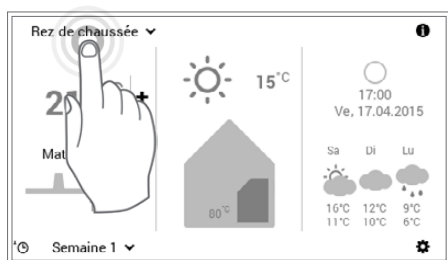 Rez de chaussée
15°C
17:00
Ve, 17.04.2015
+
Sa Di Lu
80°C
16°C 12°C 9°C
11°C 10°C 6°C
Semaine 1